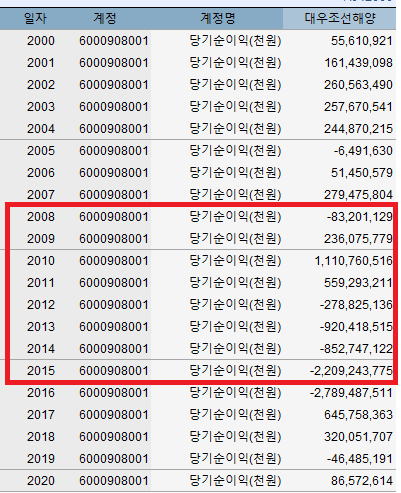 일자 계정 계정명 대우조선해양
2000 6000908001 당기순이익(천원) 55,610,921
2001 6000908001 당기순이익(천원) 161,439,098
2002 6000908001 당기순이익(천원) 260,563,490
2003 6000908001 당기순이익(천원) 257,670,541
2004 6000908001 당기순이익(천원) 244,870,215
2005 6000908001 당기순이익(천원) -6,491,630
2006 6000908001 당기순이익(천원) 51,450,579
2007 6000908001 당기순이익(천원) 279,475,804
2008 6000908001 당기순이익(천원) -83,201,129
2009 6000908001 당기순이익(천원) 236,075,779
2010 6000908001 당기순이익(천원) 1,110,760,516
2011 6000908001 당기순이익(천원) 559,293,211
2012 6000908001 당기순이익(천원) -278,825,136
2013 6000908001 당기순이익(천원) -920,418,515
2014 6000908001 당기순이익(천원) -852,747,122
2015 6000908001 당기순이익(천원) -2,209,243,775
2016 6000908001 당기순이익(천원) -2,789,487,511
2017 6000908001 당기순이익(천원) 645,758,363
2018 6000908001 당기순이익(천원) 320,051,707
2019 6000908001 당기순이익(천원) -46,485,191
2020 6000908001 당기순이익(천원) 86,572,614